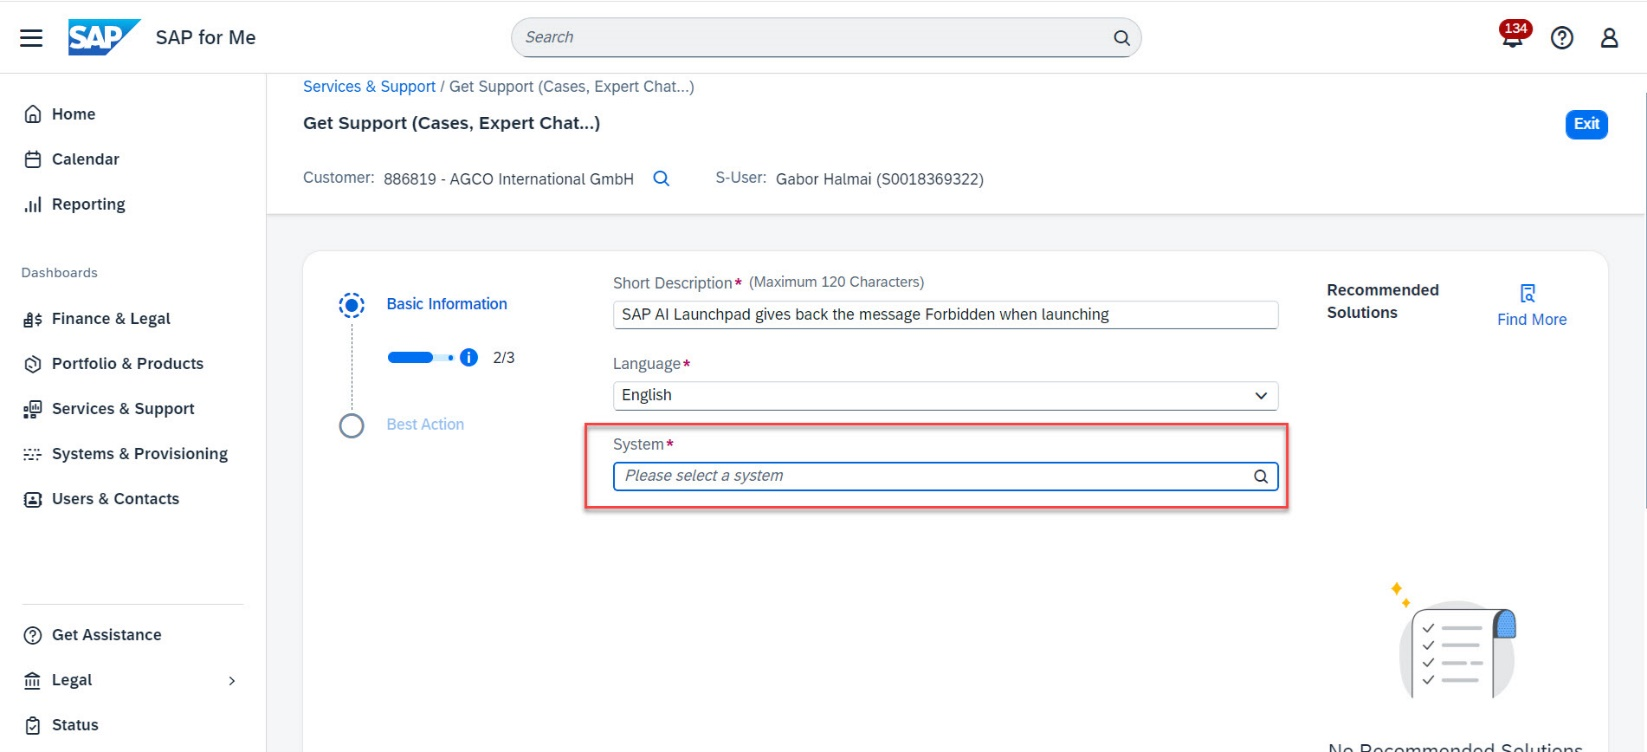 SAP
SAP for Me
Search
134
Home
Calendar
Reporting
Dashboards
Finance & Legal
Portfolio & Products
Services & Support
Systems & Provisioning
Users & Contacts
Get Assistance
Legal
Status
Services & Support / Get Support (Cases, Expert Chat...)
Get Support (Cases, Expert Chat...)
Exit
Customer: 886819 - AGCO International GmbH
S-User: Gabor Halmai (S0018369322)
Basic Information
2/3
Best Action
Short Description* (Maximum 120 Characters)
SAP AI Launchpad gives back the message Forbidden when launching
Language*
English
System*
Please select a system
Recommended
Solutions
Find More
No Recommended Solutions